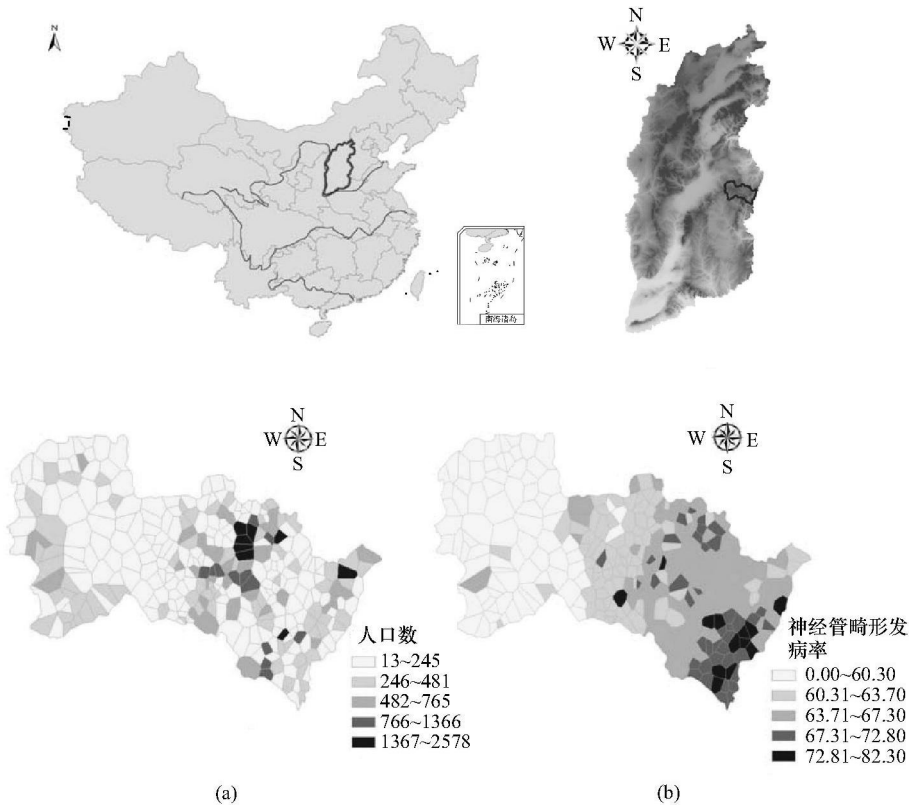 N
N
W E
S
南海诸岛
N
W E
S
人口数
13~245
246~481
482~765
766~1366
1367~2578
(a)
N
W E
S
神经管畸形发
病率
0.00~60.30
60.31~63.70
63.71~67.30
67.31~72.80
72.81~82.30
(b)